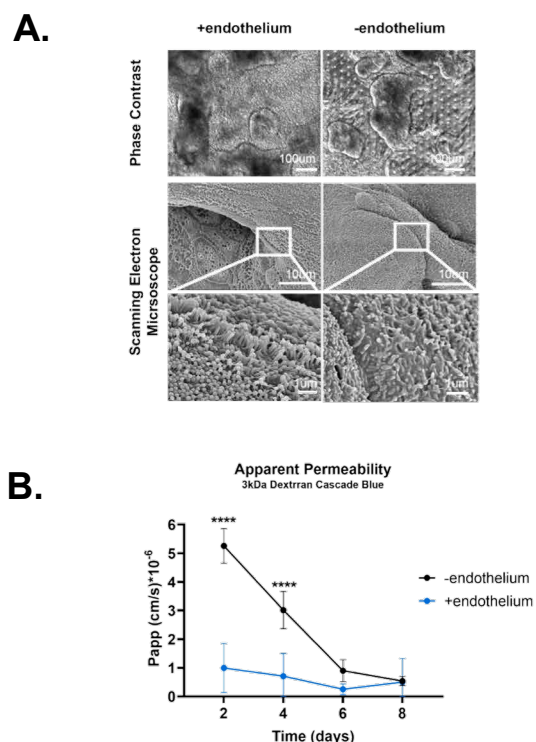 A.
+endothelium
-endothelium
Phase Contrast
100um
100um
Scanning Electron
Micrsoscope
10um
10um
1um
1um
B.
Apparent Permeability
3kDa Dextrran Cascade Blue
Papp (cm/s)*10-6
6
5
4
3
2
1
0
****
****
2
4
6
8
Time (days)
-endothelium
+endothelium